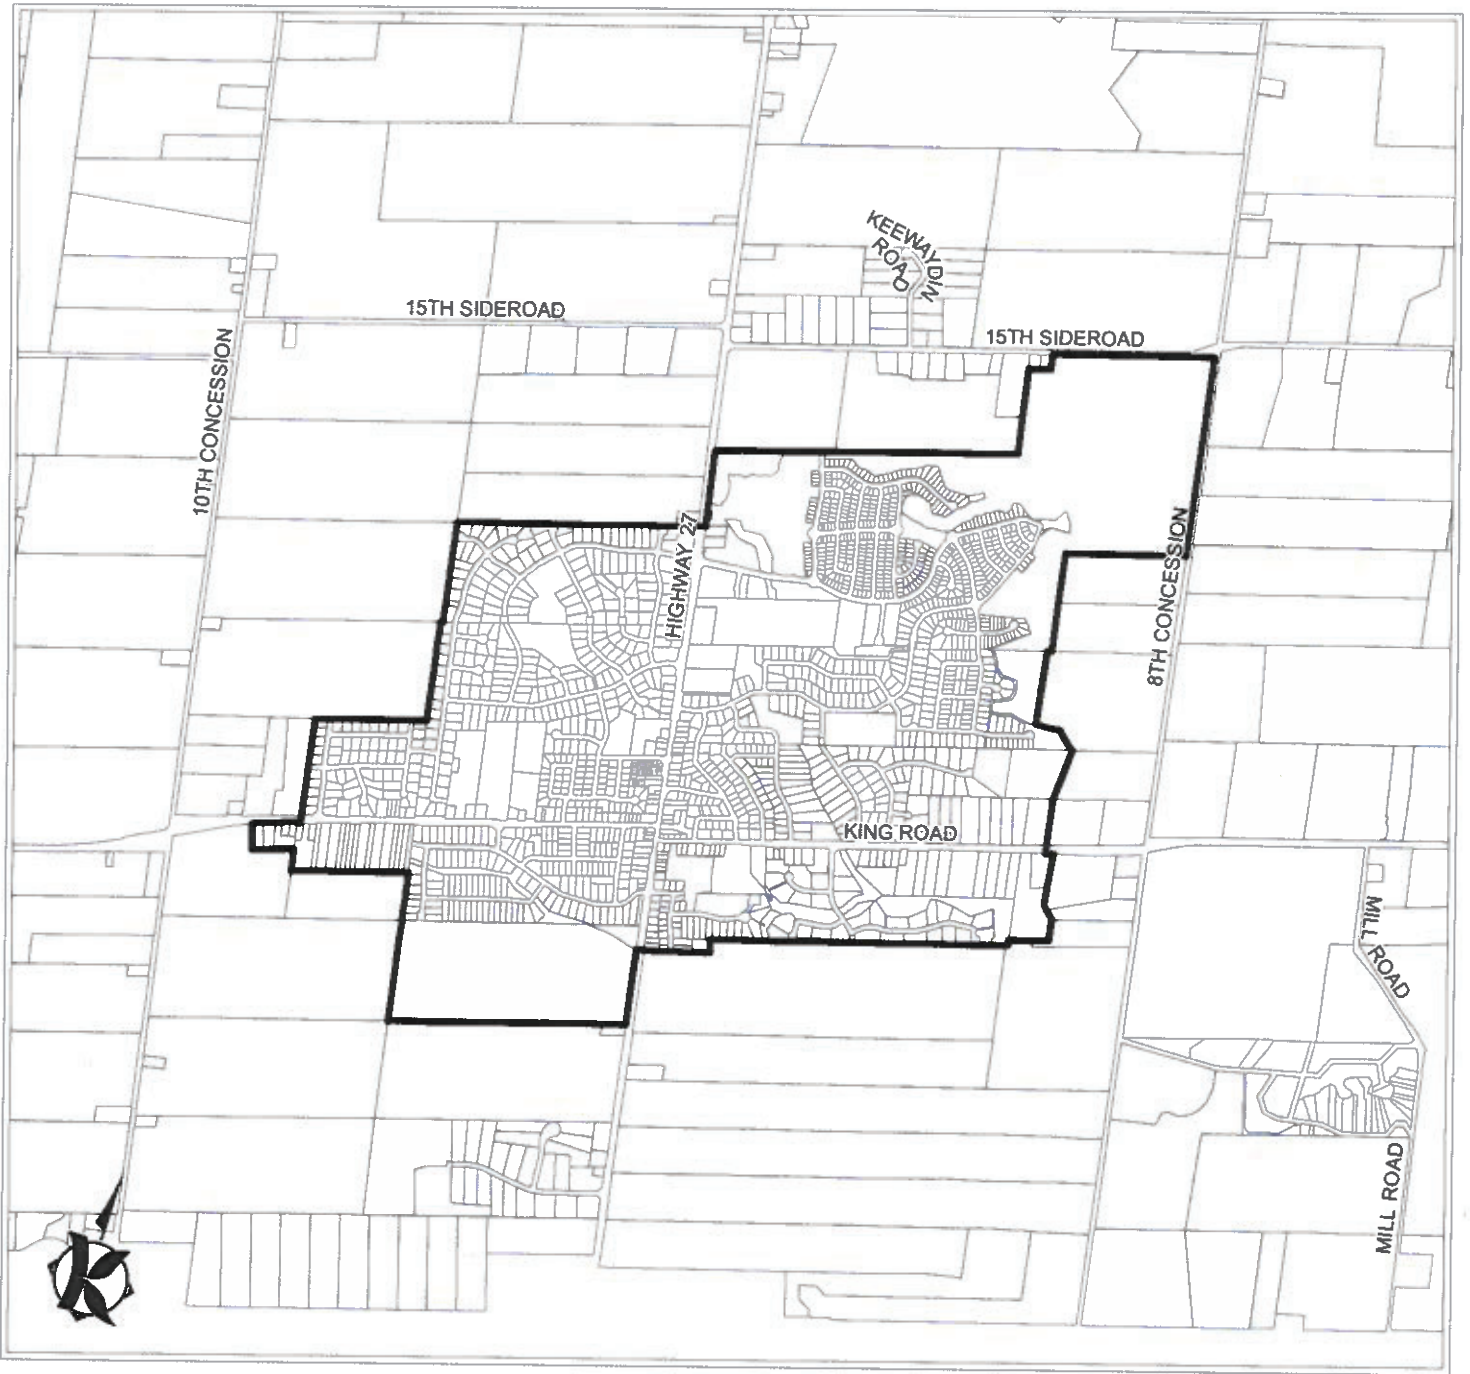 KEEWAYDIN
ROAD
15TH SIDEROAD
15TH SIDEROAD
10TH CONCESSION
HIGHWAY 27
8TH CONCESSION
KING ROAD
MILL ROAD
MILL ROAD
K